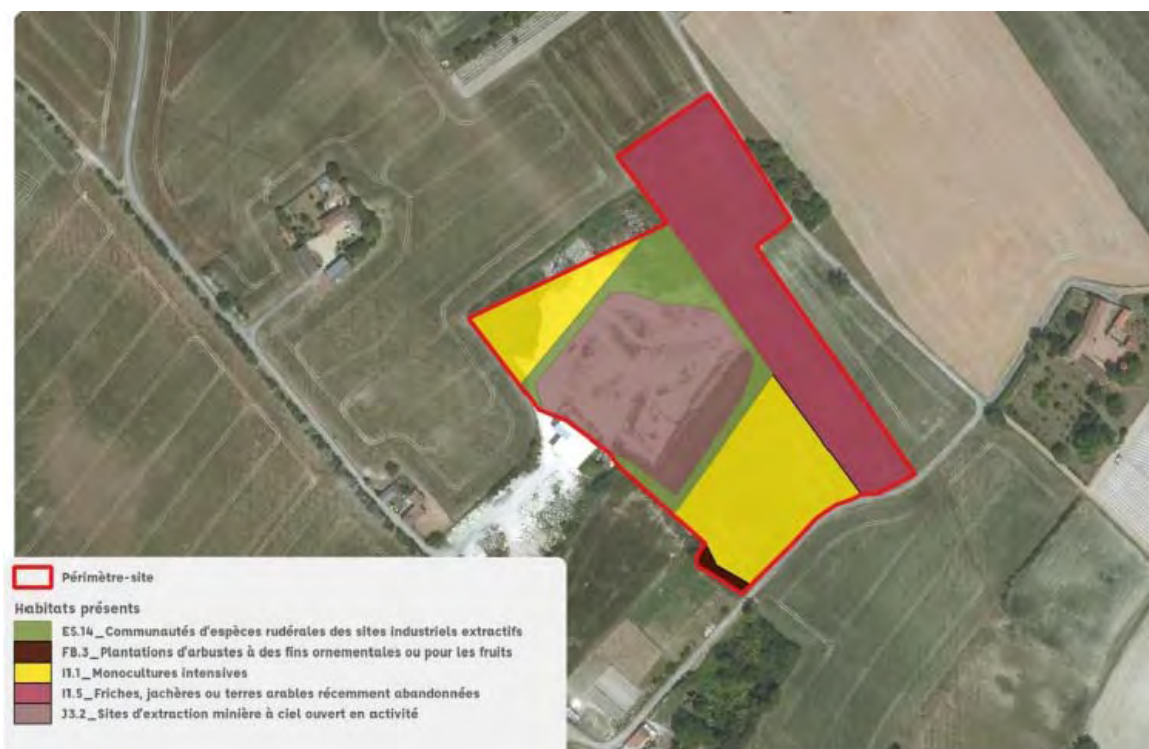 Périmètre-site
Habitats présents
E5.14_Communautés d'espèces rudérales des sites industriels extractifs
FB.3_Plantations d'arbustes à des fins ornementales ou pour les fruits
I1.1_Monocultures intensives
I1.5_Friches, jachères ou terres arables récemment abandonnées
J3.2_Sites d'extraction minière à ciel ouvert en activité